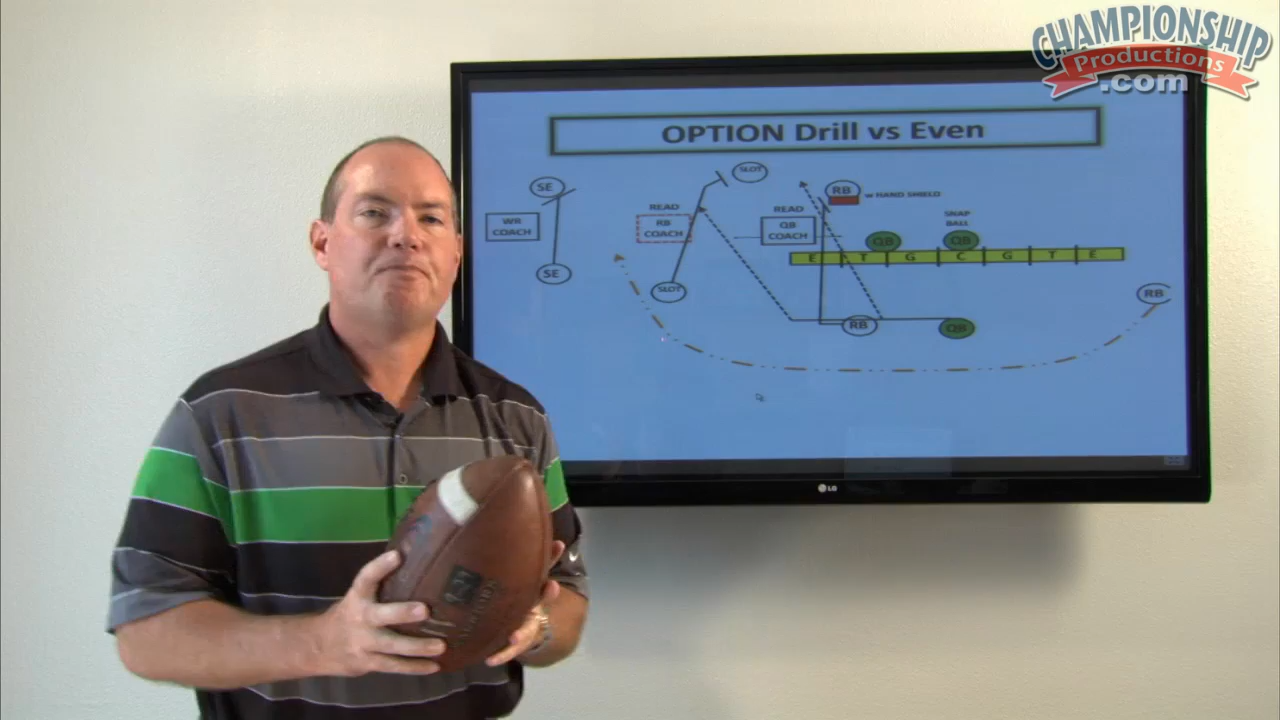 CHAMPIONSHIP
Productions
.com
OPTION Drill vs Even
SE
SLOT
RB
w HAND SHIELD
READ
RB
COACH
READ
QB
COACH
WR
COACH
SNAP
BALL
QB
QB
E T G C G T E
SE
SLOT
RB
RB
QB
LG